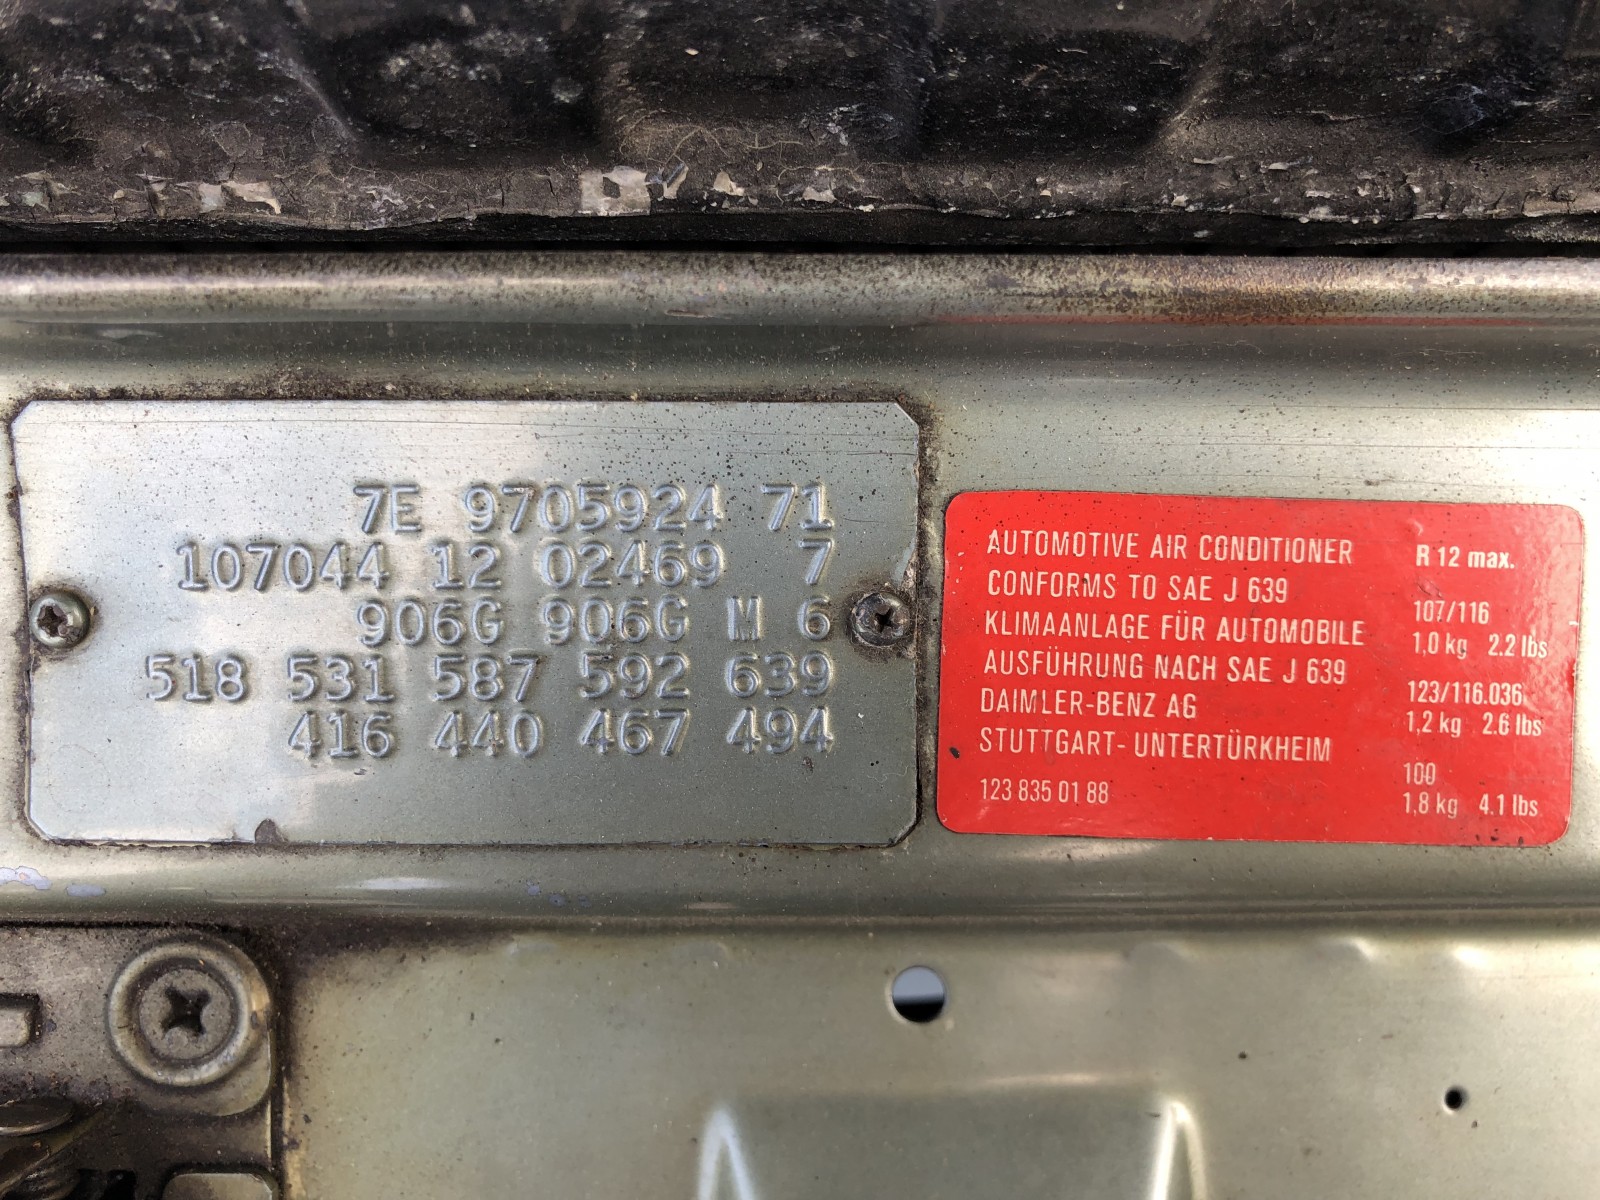 7E 9705924 71
107044 12 02469 7
906G 906G M 6
518 531 587 592 639
416 440 467 494
AUTOMOTIVE AIR CONDITIONER
CONFORMS TO SAE J 639
KLIMAANLAGE FÜR AUTOMOBILE
AUSFÜHRUNG NACH SAE J 639
DAIMLER-BENZ AG
STUTTGART-UNTERTÜRKHEIM
123 835 01 88
R 12 max.
107/116
1,0 kg 2.2 lbs
123/116.036
1,2 kg 2.6 lbs
100
1,8 kg 4.1 lbs